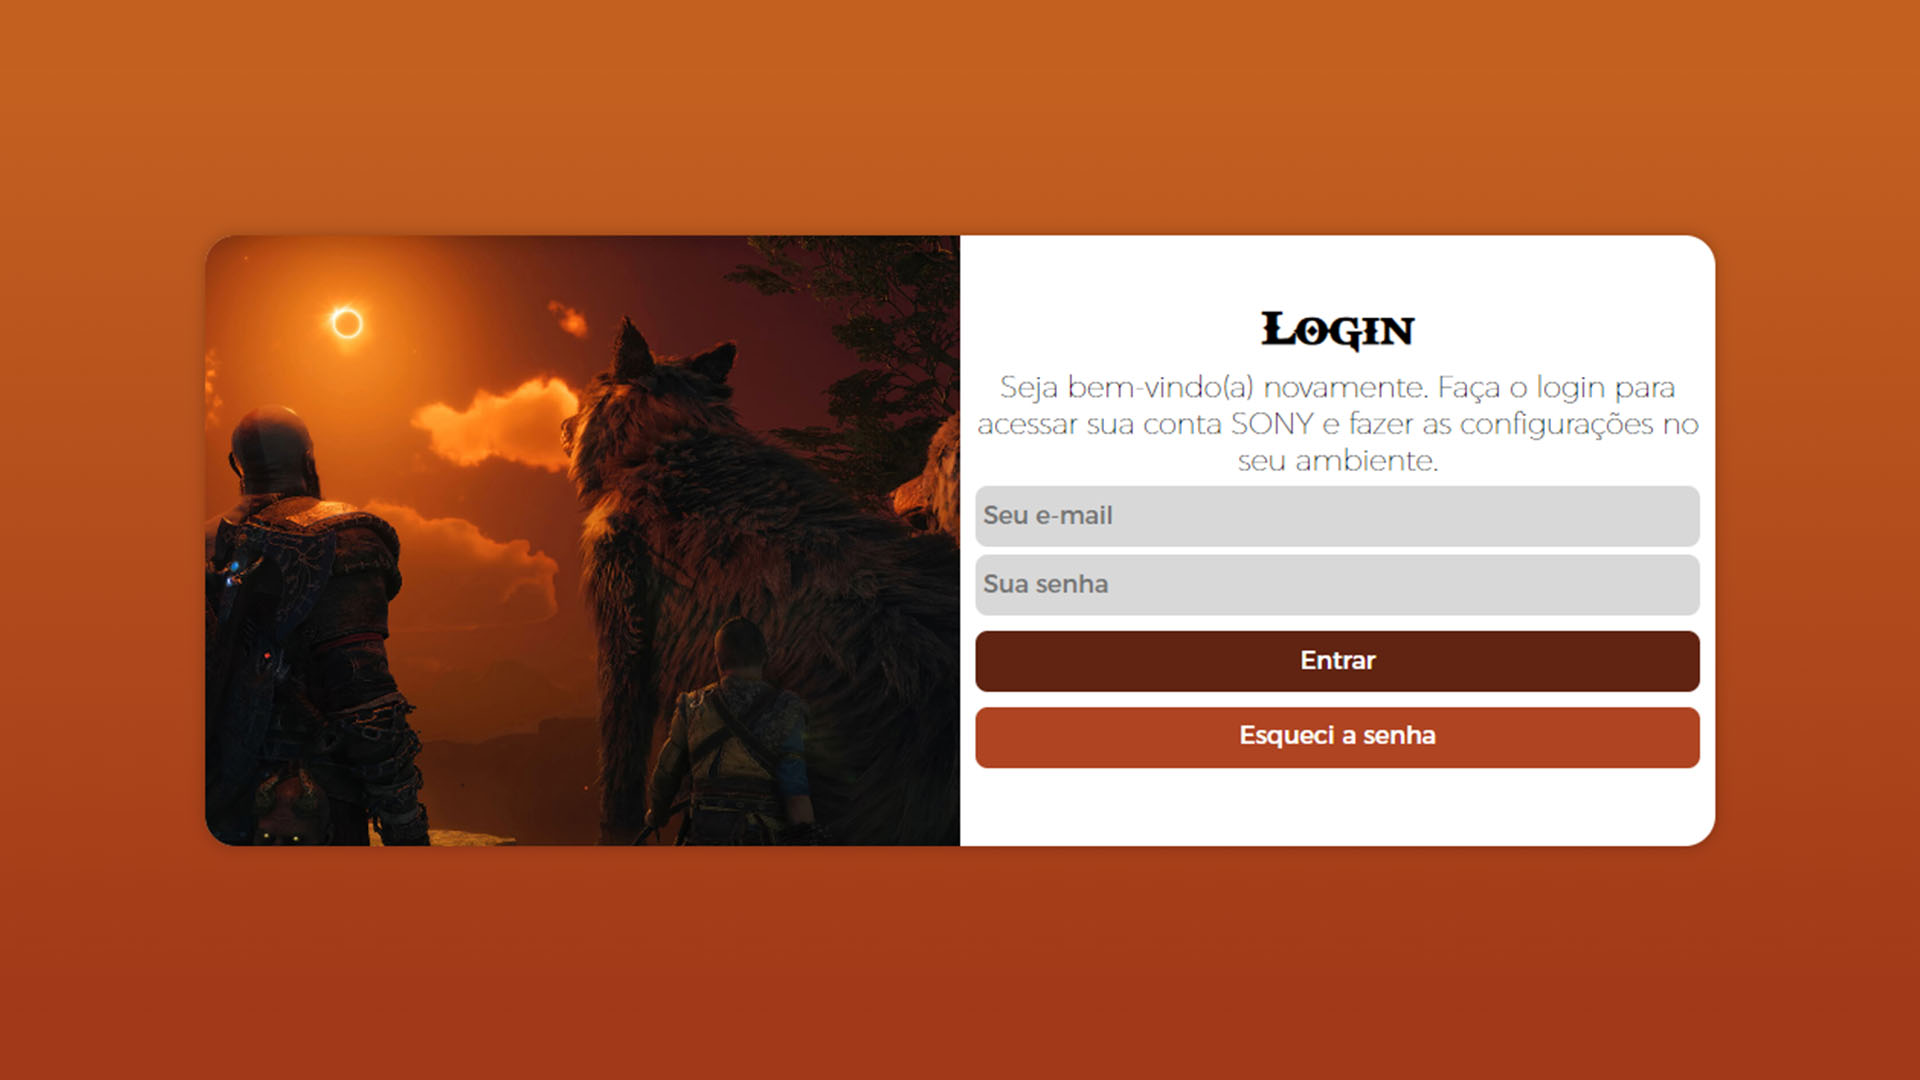 Login
Seja bem-vindo(a) novamente. Faça o login para
acessar sua conta SONY e fazer as configurações no
seu ambiente.
Seu e-mail
Sua senha
Entrar
Esqueci a senha